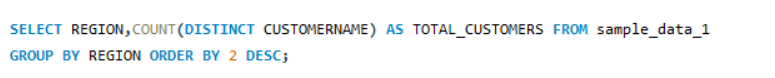 SELECT REGION,COUNT(DISTINCT CUSTOMERNAME) AS TOTAL_CUSTOMERS FROM sample_data_1
GROUP BY REGION ORDER BY 2 DESC;